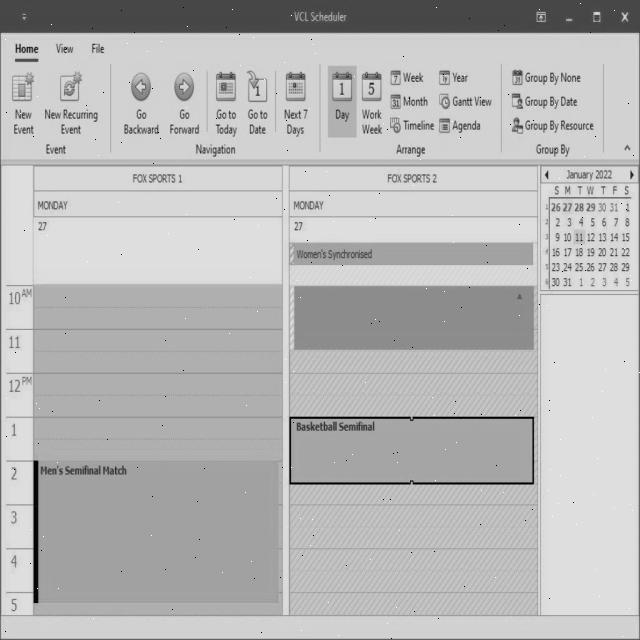 VCL Scheduler
Home View File
New Event
New Recurring Event
Event
Go Backward
Go Forward
Go to Today
Go to Date
Next 7 Days
Navigation
Day
Work Week
Week
Month
Timeline
Year
Gantt View
Agenda
Arrange
Group By None
Group By Date
Group By Resource
Group By
FOX SPORTS 1
FOX SPORTS 2
MONDAY
MONDAY
27
27
Women's Synchronised
10 AM
11
12 PM
1
Basketball Semifinal
2
Men's Semifinal Match
3
4
5
January 2022
S M T W T F S
1 26 27 28 29 30 31 1
2 2 3 4 5 6 7 8
3 9 10 11 12 13 14 15
4 16 17 18 19 20 21 22
5 23 24 25 26 27 28 29
6 30 31 1 2 3 4 5